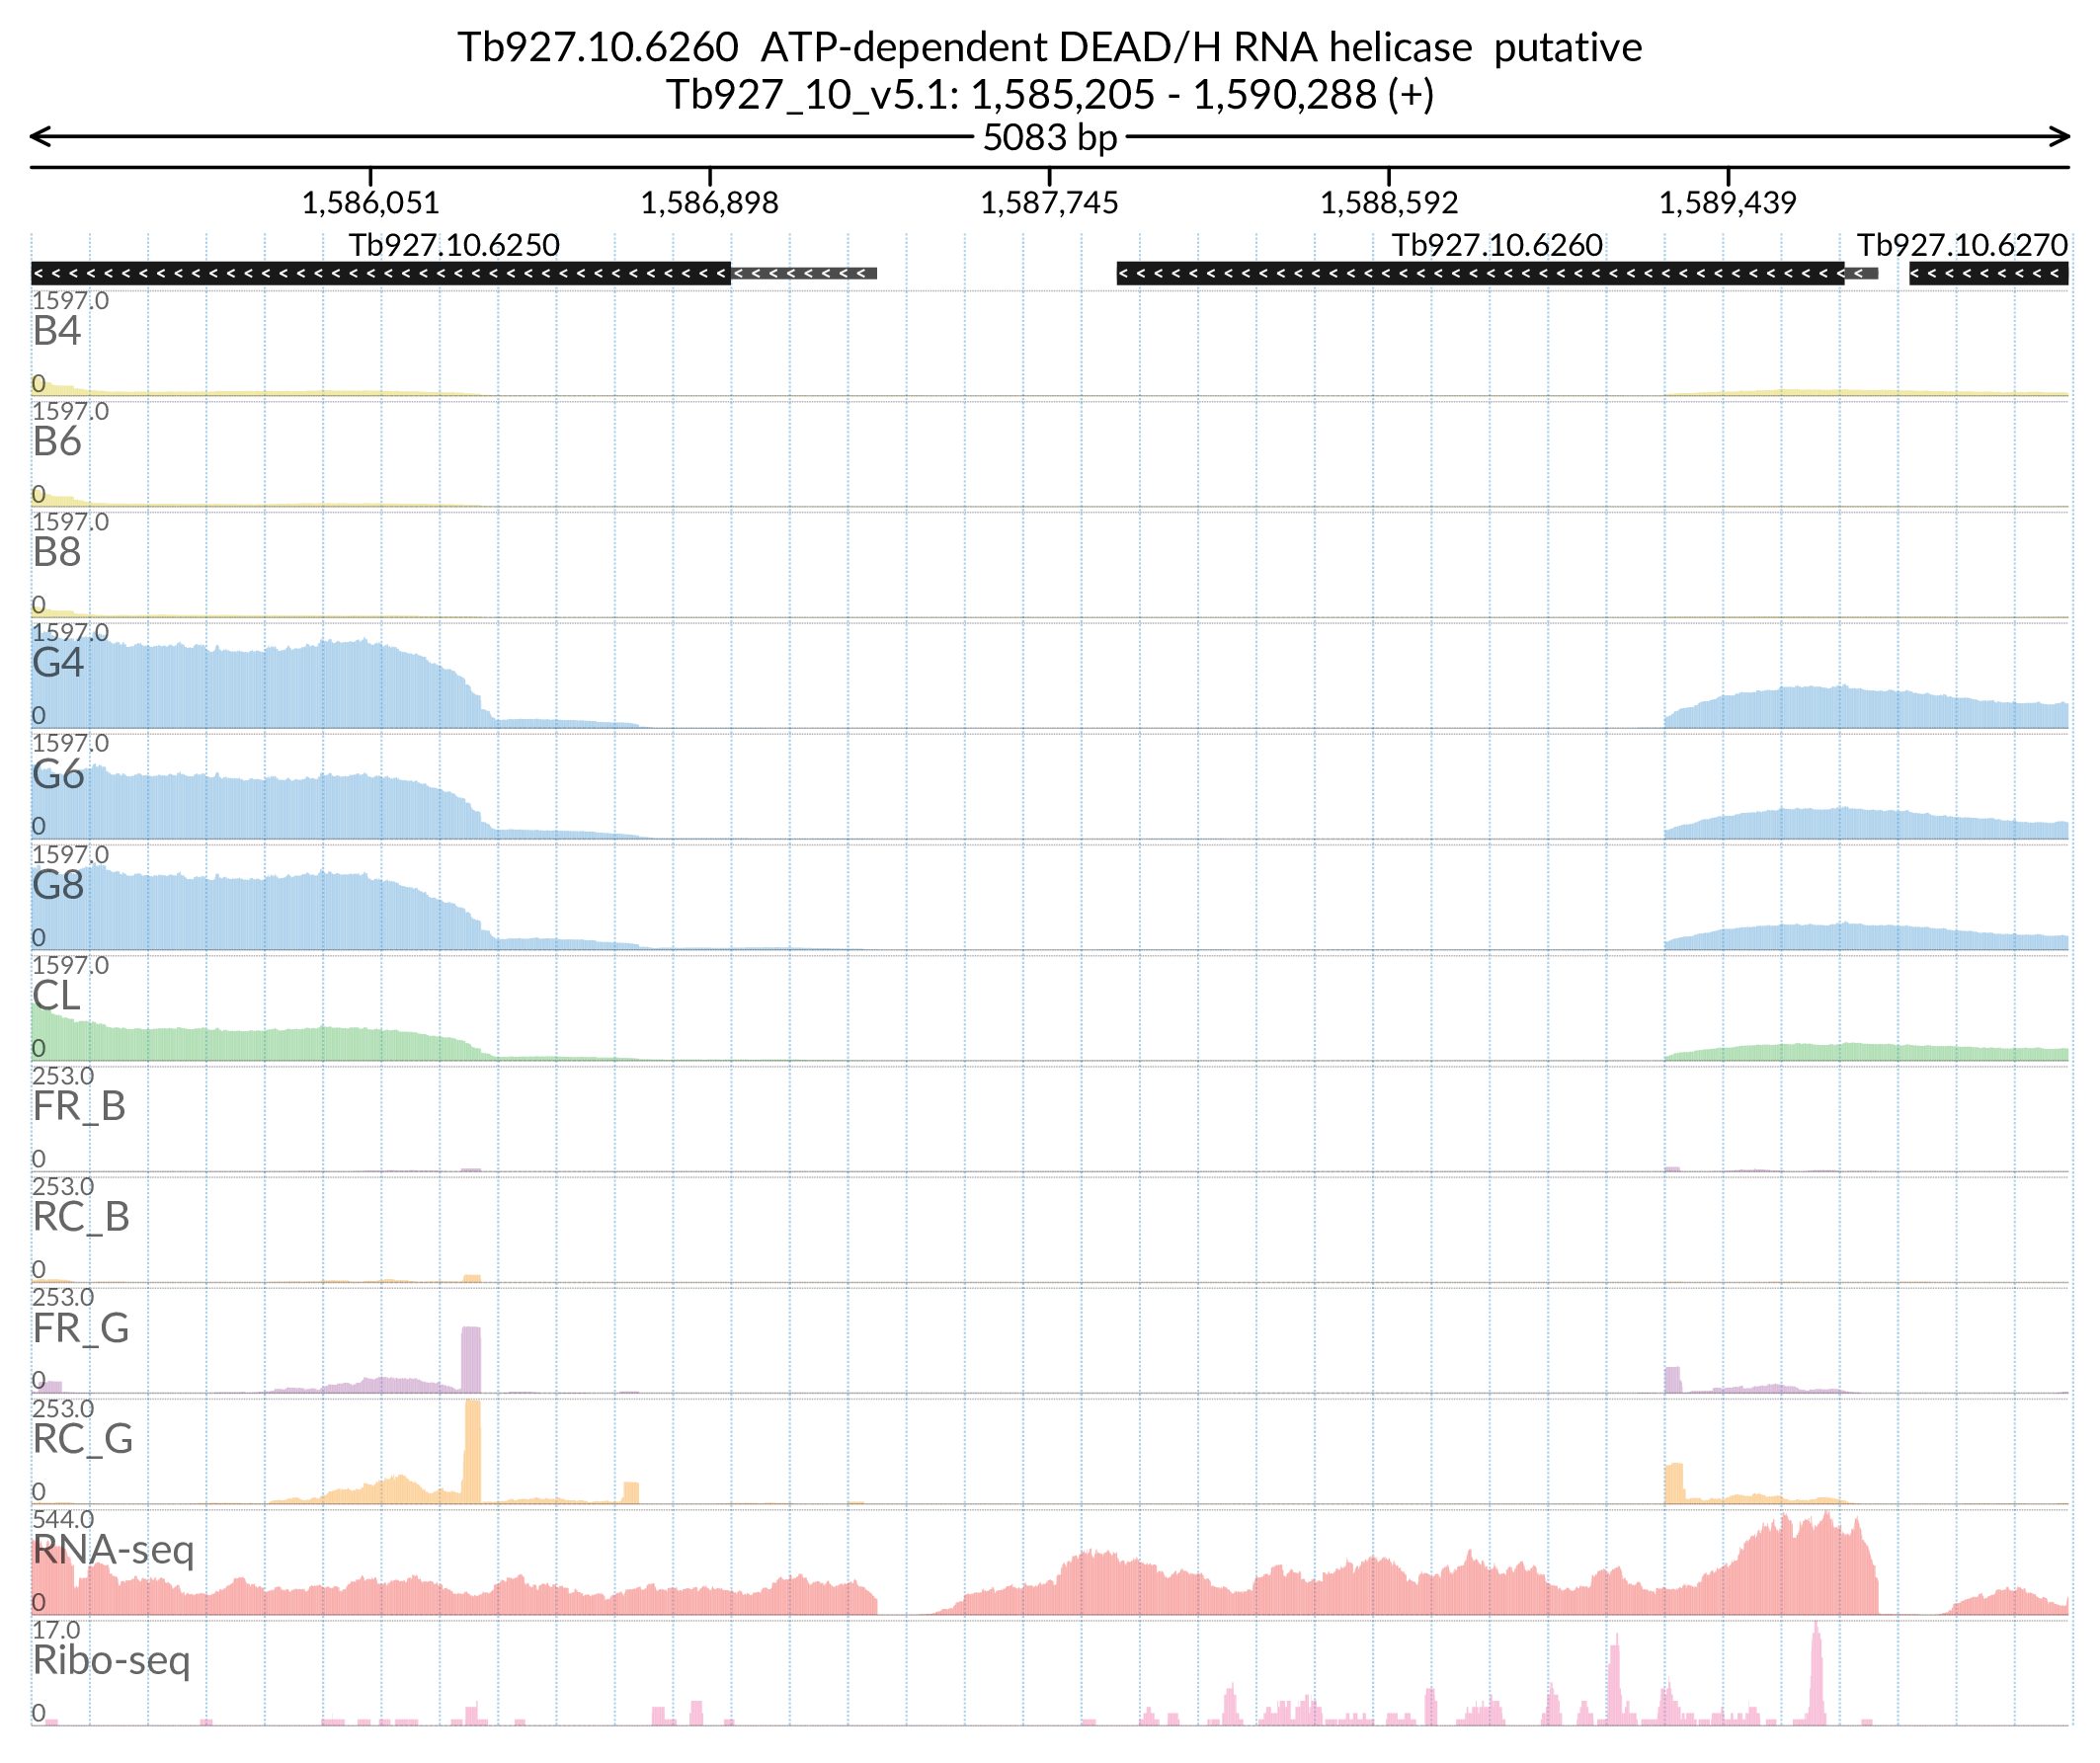 Tb927.10.6260  ATP-dependent DEAD/H RNA helicase  putative
Tb927_10_v5.1: 1,585,205 - 1,590,288 (+)
5083 bp
1,586,051 1,586,898 1,587,745 1,588,592 1,589,439
Tb927.10.6250 Tb927.10.6260 Tb927.10.6270
1597.0
B4
0
1597.0
B6
0
1597.0
B8
0
1597.0
G4
0
1597.0
G6
0
1597.0
G8
0
1597.0
CL
0
253.0
FR_B
0
253.0
RC_B
0
253.0
FR_G
0
253.0
RC_G
0
544.0
RNA-seq
0
17.0
Ribo-seq
0